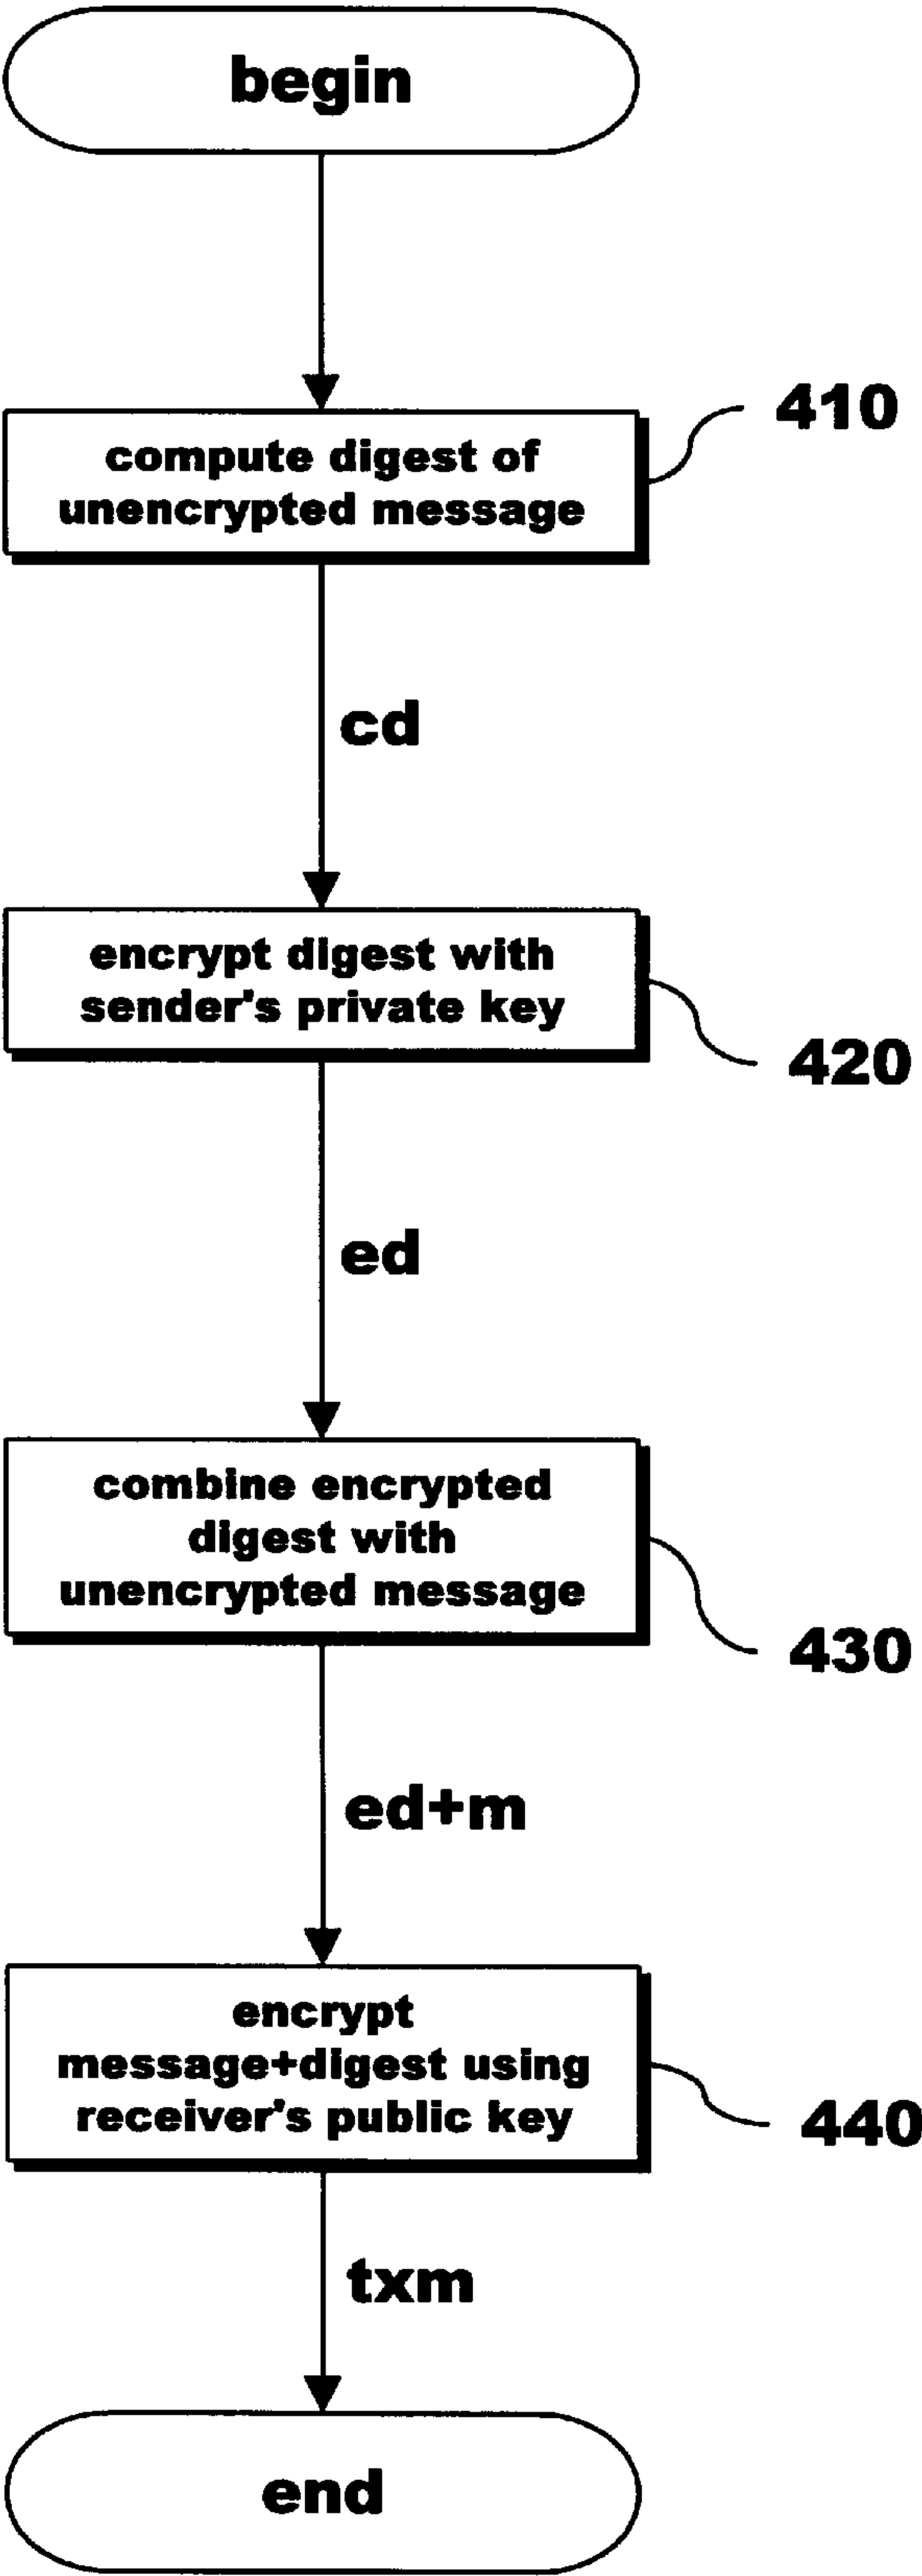 begin
410
compute digest of
unencrypted message
cd
encrypt digest with
sender's private key
420
ed
combine encrypted
digest with
unencrypted message
430
ed+m
encrypt
message+digest using
receiver's public key
440
txm
end